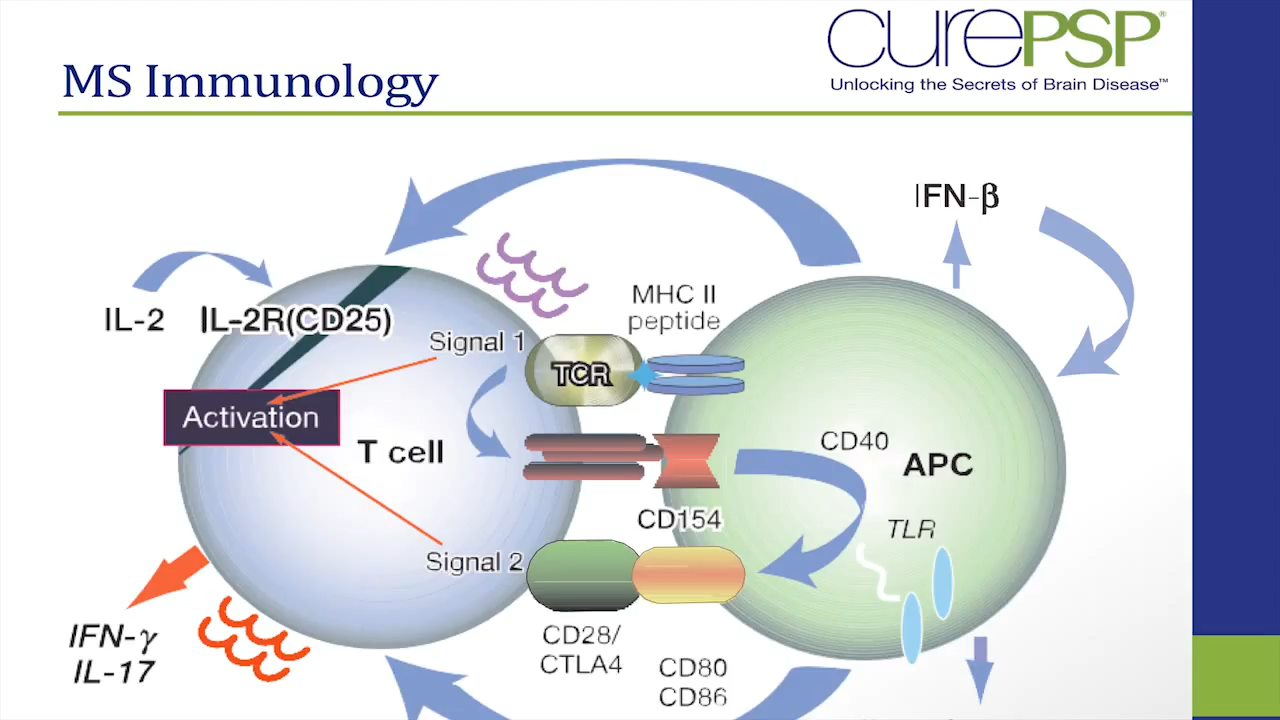 curePSP®
Unlocking the Secrets of Brain Disease™
MS Immunology
IFN-β
MHC II
peptide
IL-2
IL-2R(CD25)
Signal 1
TCR
Activation
T cell
CD40
APC
CD154
TLR
Signal 2
CD28/
CTLA4
CD80
CD86
IFN-γ
IL-17